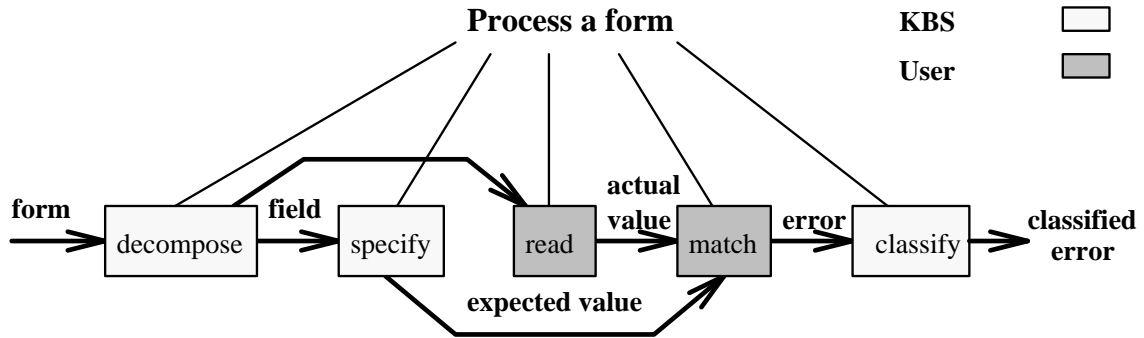 Process a form
KBS
User
form
decompose
field
specify
read
actual
value
match
error
classify
classified
error
expected value